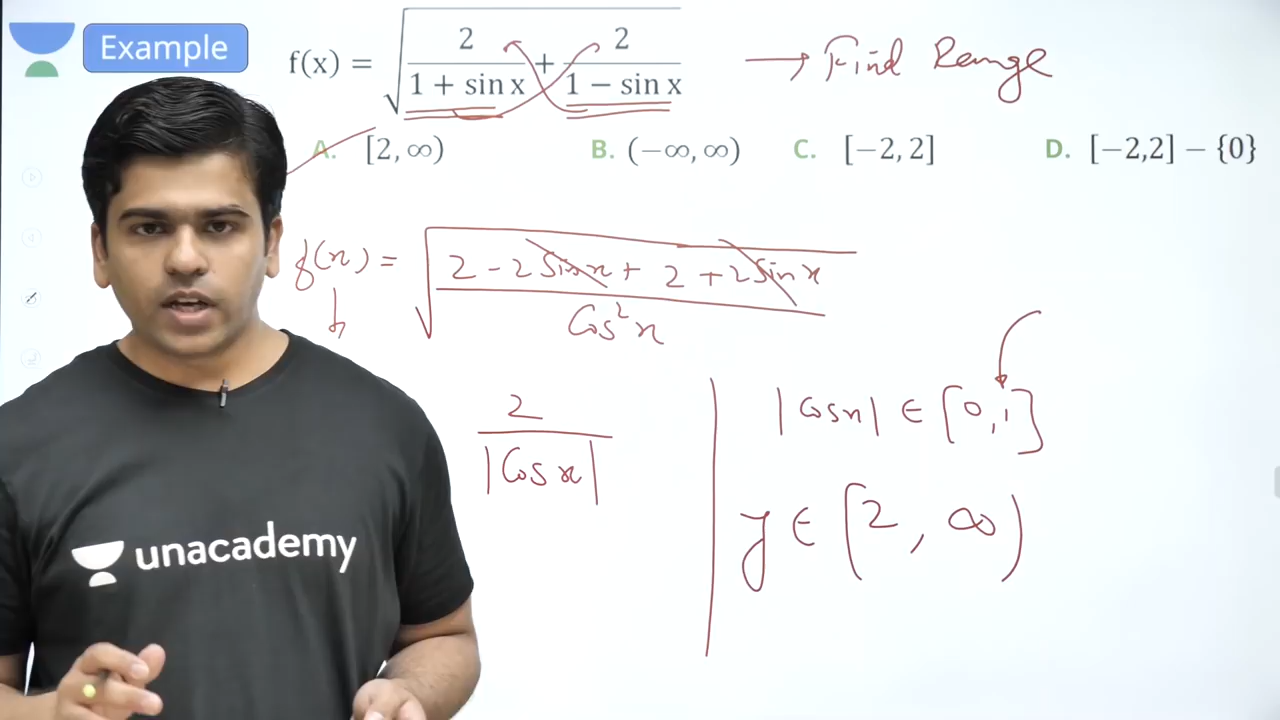 Example
f(x) = √(2/(1 + sin x) + 2/(1 − sin x)) → Find Range
A. [2, ∞) B. (−∞, ∞) C. [−2, 2] D. [−2,2] − {0}
f(x) = √((2 - 2 Sin x + 2 + 2 Sin x)/Cos²x)
2/|Cos x|
|Cosx| ∈ [0,1]
y ∈ [2, ∞)
unacademy